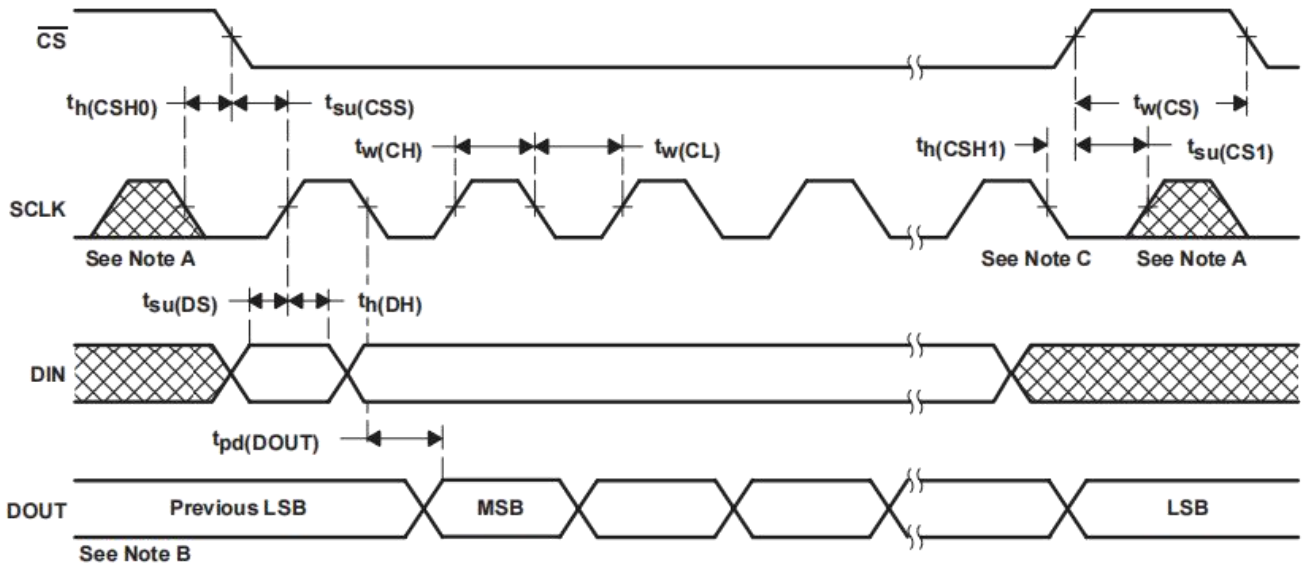 CS
th(CSH0)
tsu(CSS)
tw(CS)
tw(CH)
tw(CL)
th(CSH1)
tsu(CS1)
SCLK
See Note A
See Note C
See Note A
tsu(DS)
th(DH)
DIN
tpd(DOUT)
DOUT
Previous LSB
MSB
LSB
See Note B